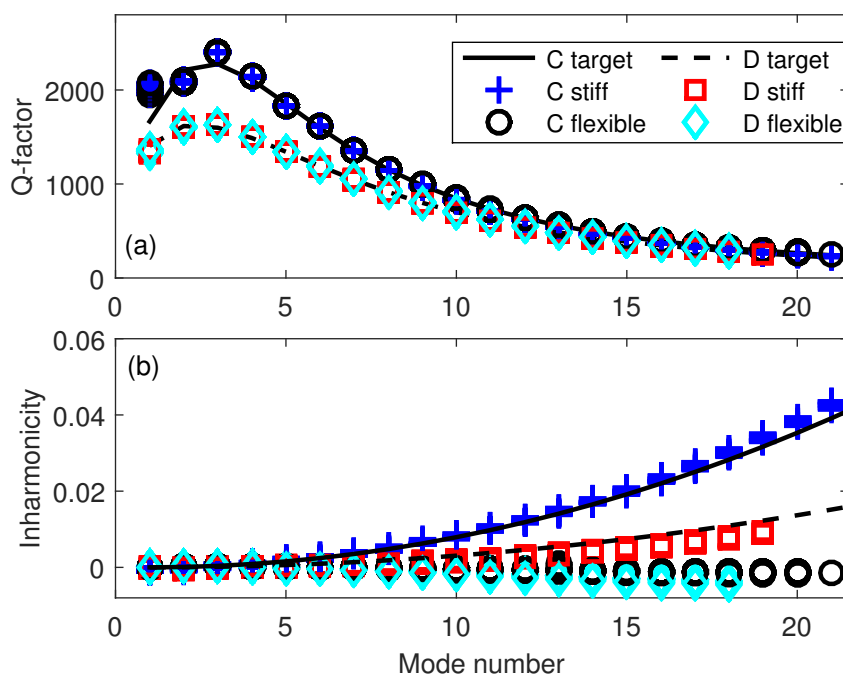 2000
1000
0
Q-factor
(a)
C target
D target
C stiff
D stiff
C flexible
D flexible
0 5 10 15 20
0.06
0.04
0.02
0
Inharmonicity
(b)
0 5 10 15 20
Mode number